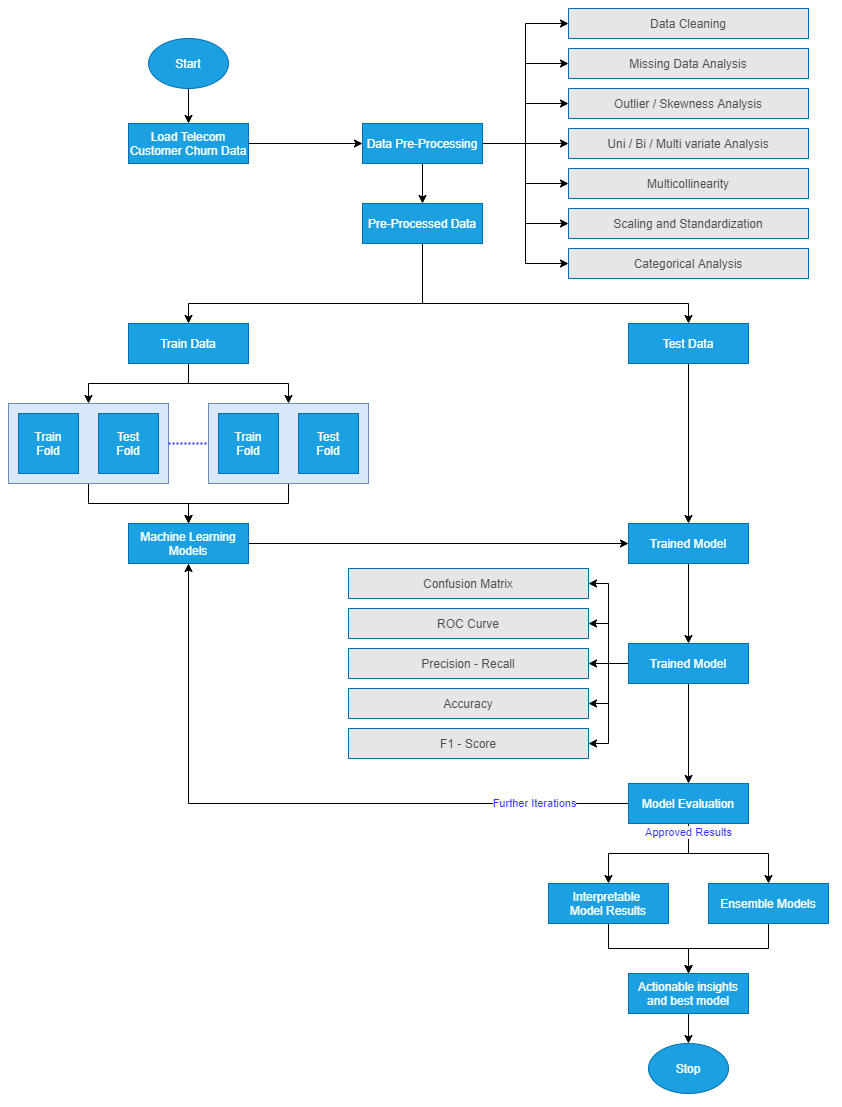 Data Cleaning
Start
Missing Data Analysis
Outlier / Skewness Analysis
Load Telecom
Customer Churn Data
Data Pre-Processing
Uni / Bi / Multi variate Analysis
Multicollinearity
Pre-Processed Data
Scaling and Standardization
Categorical Analysis
Train Data
Test Data
Train
Fold
Test
Fold
Train
Fold
Test
Fold
Machine Learning
Models
Trained Model
Confusion Matrix
ROC Curve
Precision - Recall
Trained Model
Accuracy
F1 - Score
Further Iterations
Model Evaluation
Approved Results
Interpretable
Model Results
Ensemble Models
Actionable insights
and best model
Stop